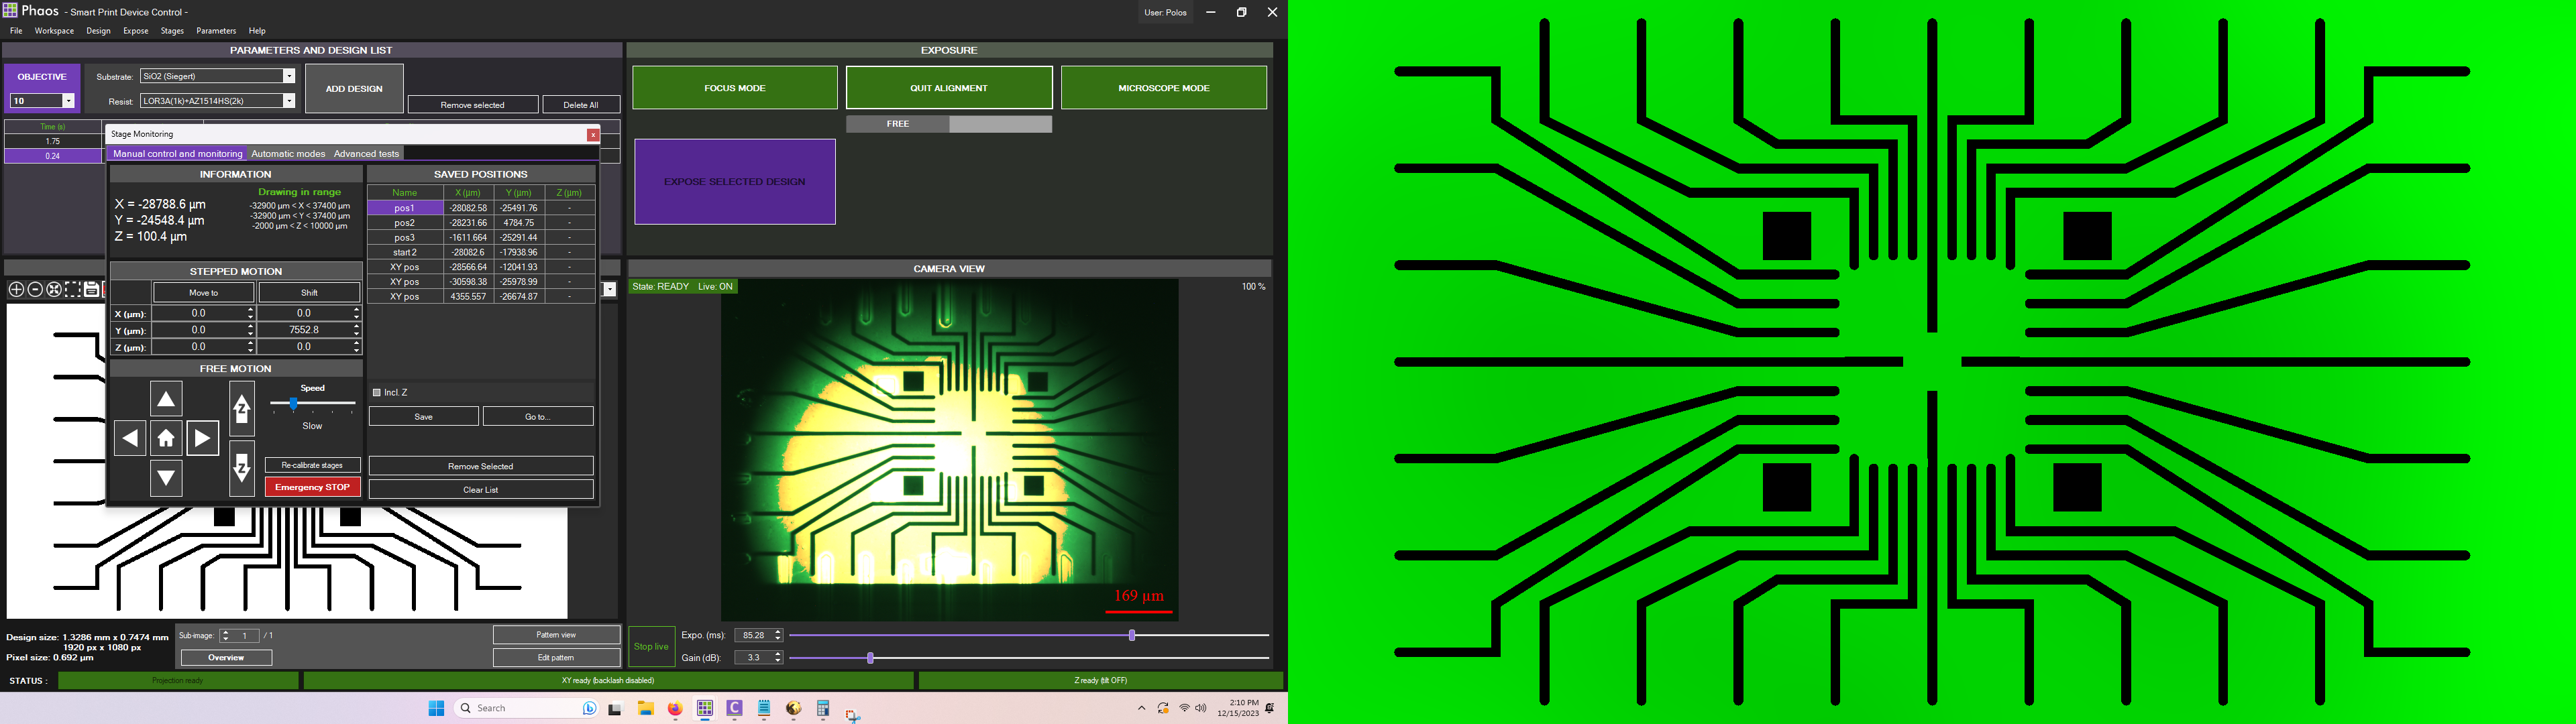 Phaos - Smart Print Device Control -
User: Polos
File Workspace Design Expose Stages Parameters Help
PARAMETERS AND DESIGN LIST
OBJECTIVE
10
Substrate: SiO2 (Siegert)
Resist: LOR3A(1k)+AZ1514HS(2k)
ADD DESIGN
Remove selected
Delete All
Time (s)
1.75
0.24
Stage Monitoring
x
Manual control and monitoring Automatic modes Advanced tests
INFORMATION
Drawing in range
X = -28788.6 µm
Y = -24548.4 µm
Z = 100.4 µm
-32900 µm < X < 37400 µm
-32900 µm < Y < 37400 µm
-2000 µm < Z < 10000 µm
STEPPED MOTION
Move to Shift
X (µm): 0.0 0.0
Y (µm): 0.0 7552.8
Z (µm): 0.0 0.0
FREE MOTION
Z
Z
Speed
Slow
Re-calibrate stages
Emergency STOP
SAVED POSITIONS
Name X (µm) Y (µm) Z (µm)
pos1 -28082.58 -25491.76 -
pos2 -28231.66 4784.75 -
pos3 -1611.664 -25291.44 -
start2 -28082.6 -17938.96 -
XY pos -28566.64 -12041.93 -
XY pos -30598.38 -25978.99 -
XY pos 4355.557 -26674.87 -
Incl. Z
Save Go to...
Remove Selected
Clear List
Design size: 1.3286 mm x 0.7474 mm
1920 px x 1080 px
Pixel size: 0.692 µm
Sub-image: 1 / 1
Overview
Pattern view
Edit pattern
EXPOSURE
FOCUS MODE
QUIT ALIGNMENT
MICROSCOPE MODE
FREE
EXPOSE SELECTED DESIGN
CAMERA VIEW
State: READY Live: ON
100 %
169 µm
Stop live
Expo. (ms): 85.28
Gain (dB): 3.3
STATUS : Projection ready XY ready (backlash disabled) Z ready (tilt OFF)
Search
2:10 PM
12/15/2023